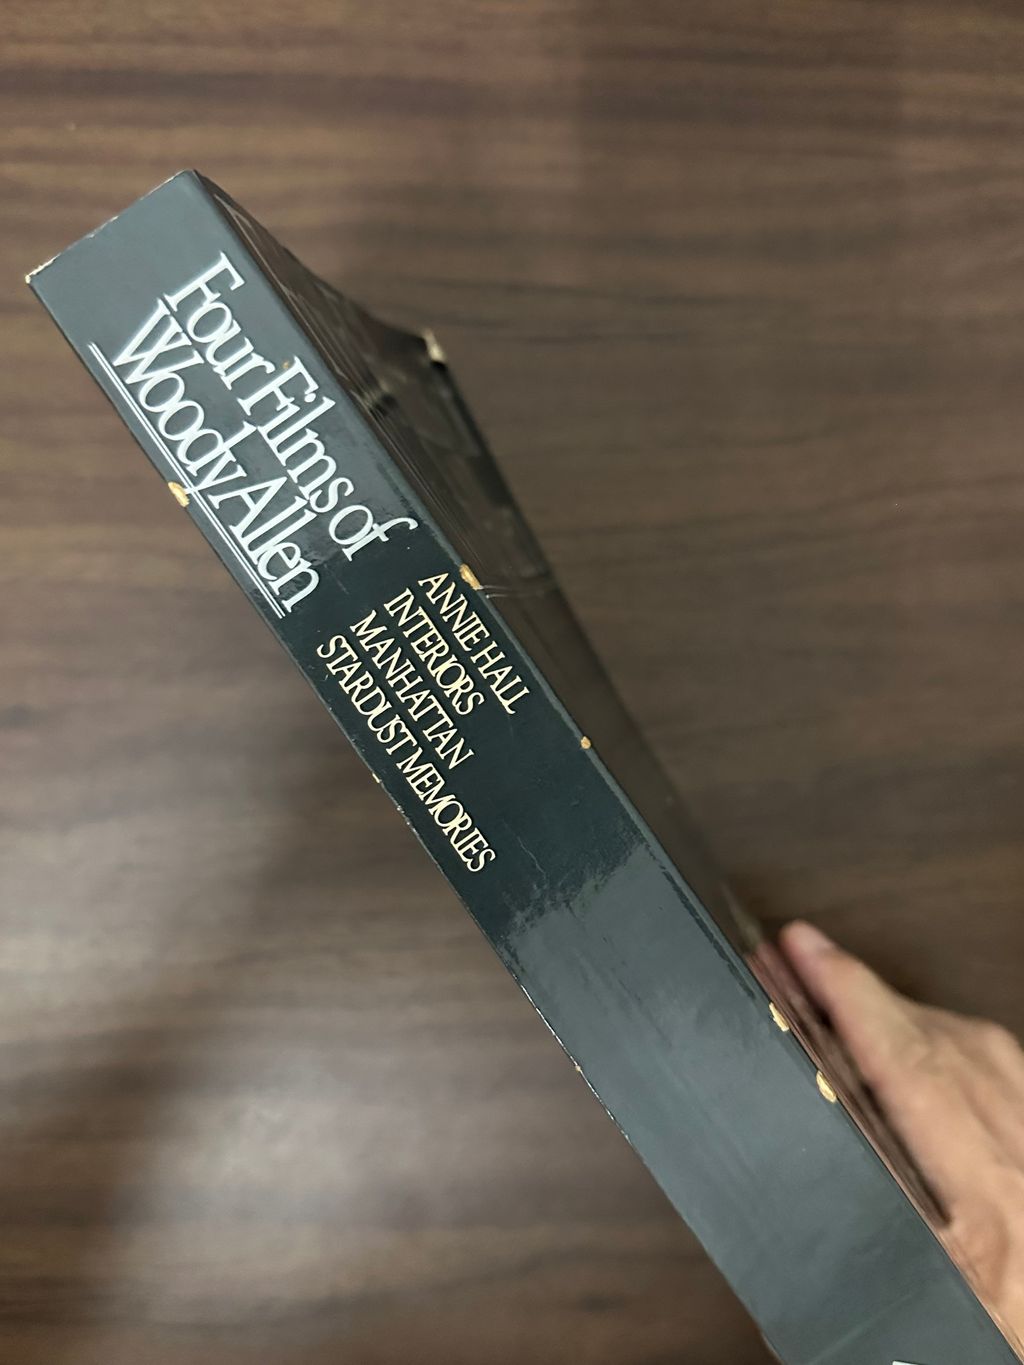 Four Films of
Woody Allen
ANNIE HALL
INTERIORS
MANHATTAN
STARDUST MEMORIES